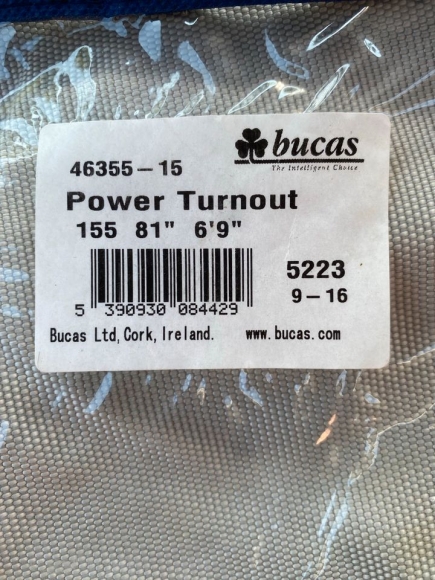 bucas
The Intelligent Choice
46355-15
Power Turnout
155 81" 6'9"
5223
9-16
5 390930 084429
Bucas Ltd, Cork, Ireland. www.bucas.com